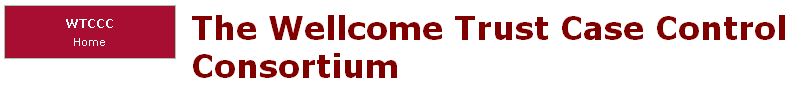 WTCCC
Home
The Wellcome Trust Case Control
Consortium